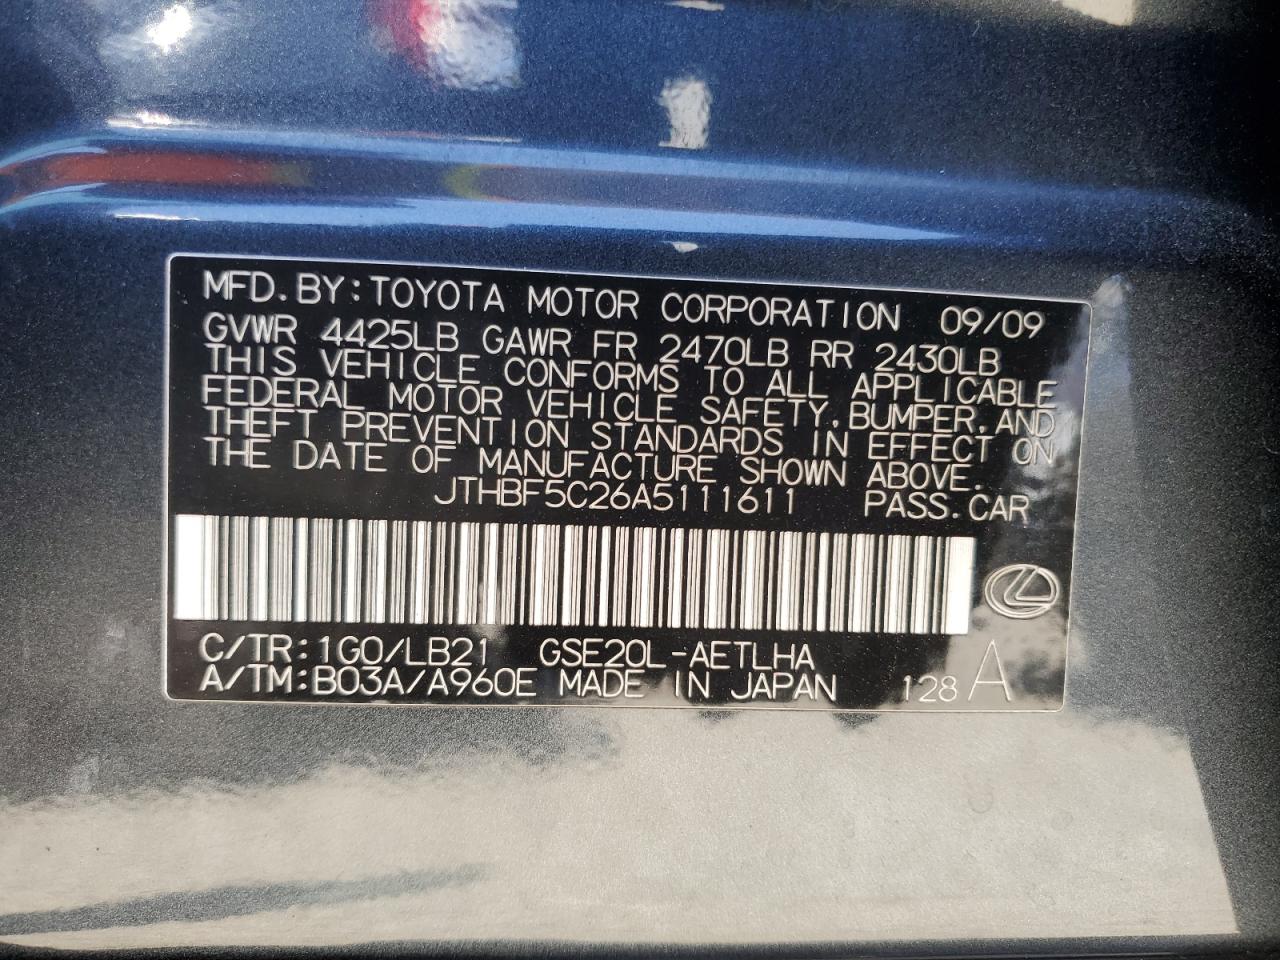 MFD.BY:TOYOTA MOTOR CORPORATION 09/09
GVWR 4425LB GAWR FR 2470LB RR 2430LB
THIS VEHICLE CONFORMS TO ALL APPLICABLE
FEDERAL MOTOR VEHICLE SAFETY,BUMPER,AND
THEFT PREVENTION STANDARDS IN EFFECT ON
THE DATE OF MANUFACTURE SHOWN ABOVE.
JTHBF5C26A5111611 PASS.CAR
C/TR:1G0/LB21 GSE20L-AETLHA
A/TM:B03A/A960E MADE IN JAPAN 128 A